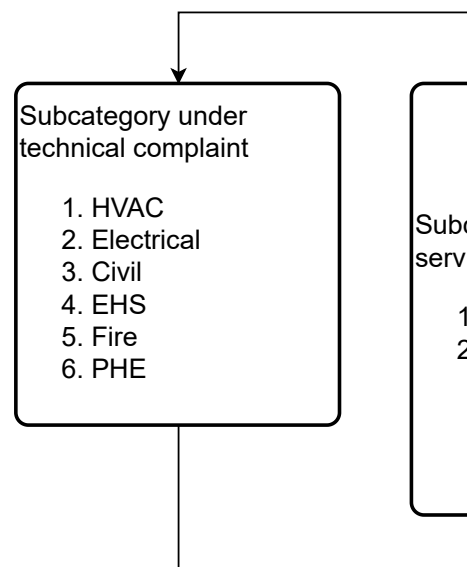 Subcategory under
technical complaint
1. HVAC
2. Electrical
3. Civil
4. EHS
5. Fire
6. PHE